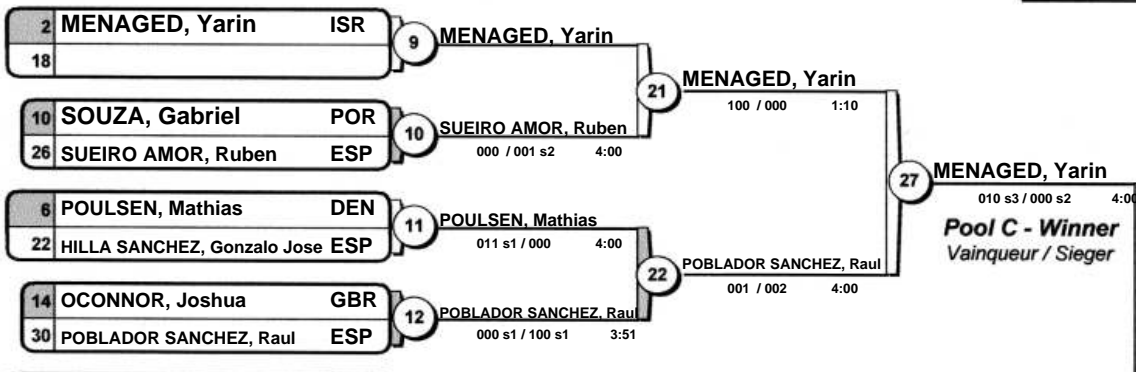 2 MENAGED, Yarin ISR
18
9 MENAGED, Yarin
10 SOUZA, Gabriel POR
26 SUEIRO AMOR, Ruben ESP
10 SUEIRO AMOR, Ruben
000 / 001 s2 4:00
21 MENAGED, Yarin
100 / 000 1:10
6 POULSEN, Mathias DEN
22 HILLA SANCHEZ, Gonzalo Jose ESP
11 POULSEN, Mathias
011 s1 / 000 4:00
14 OCONNOR, Joshua GBR
30 POBLADOR SANCHEZ, Raul ESP
12 POBLADOR SANCHEZ, Raul
000 s1 / 100 s1 3:51
22 POBLADOR SANCHEZ, Raul
001 / 002 4:00
27 MENAGED, Yarin
010 s3 / 000 s2 4:00
Pool C - Winner
Vainqueur / Sieger